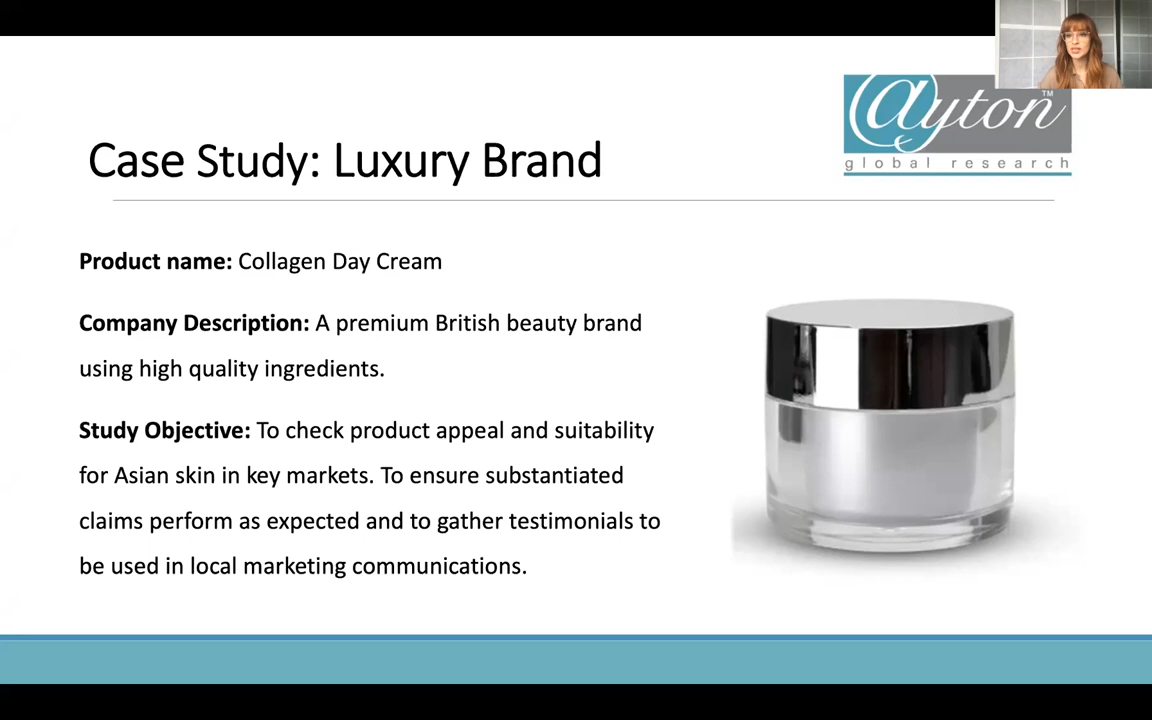 @yton™
global research
Case Study: Luxury Brand
Product name: Collagen Day Cream
Company Description: A premium British beauty brand
using high quality ingredients.
Study Objective: To check product appeal and suitability
for Asian skin in key markets. To ensure substantiated
claims perform as expected and to gather testimonials to
be used in local marketing communications.